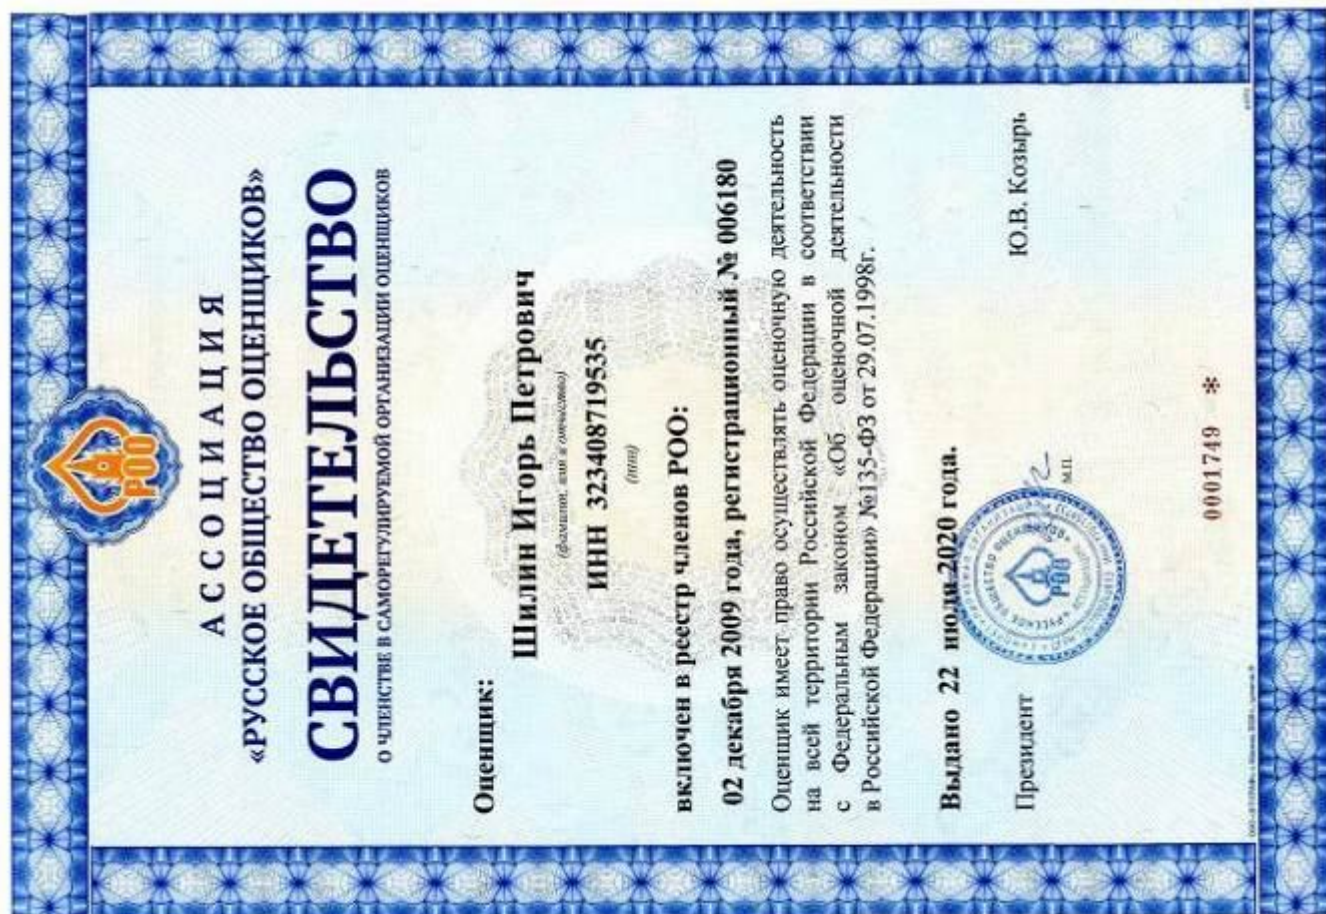 РОО
АССОЦИАЦИЯ
«РУССКОЕ ОБЩЕСТВО ОЦЕНЩИКОВ»
СВИДЕТЕЛЬСТВО
О ЧЛЕНСТВЕ В САМОРЕГУЛИРУЕМОЙ ОРГАНИЗАЦИИ ОЦЕНЩИКОВ
Оценщик:
Шилин Игорь Петрович
(фамилия, имя и отчество)
ИНН 323408719535
(инн)
включен в реестр членов РОО:
02 декабря 2009 года, регистрационный № 006180
Оценщик имеет право осуществлять оценочную деятельность
на всей территории Российской Федерации в соответствии
с Федеральным законом «Об оценочной деятельности
в Российской Федерации» №135-ФЗ от 29.07.1998г.
Выдано 22 июля 2020 года.
Президент
М.П.
Ю.В. Козырь
РОО
0001749 *